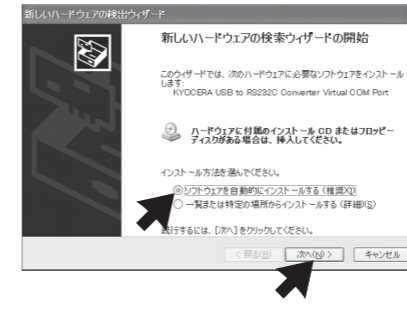 新しいハードウェアの検出ウィザード
新しいハードウェアの検索ウィザードの開始
このウィザードでは、次のハードウェアに必要なソフトウェアをインストール
します:
KYOCERA USB to RS232C Converter Virtual COM Port
ハードウェアに付属のインストール CD またはフロッピー
ディスクがある場合は、挿入してください。
インストール方法を選んでください。
ソフトウェアを自動的にインストールする (推奨)(I)
一覧または特定の場所からインストールする (詳細)(S)
続行するには、[次へ] をクリックしてください。
< 戻る(B) 次へ(N) > キャンセル